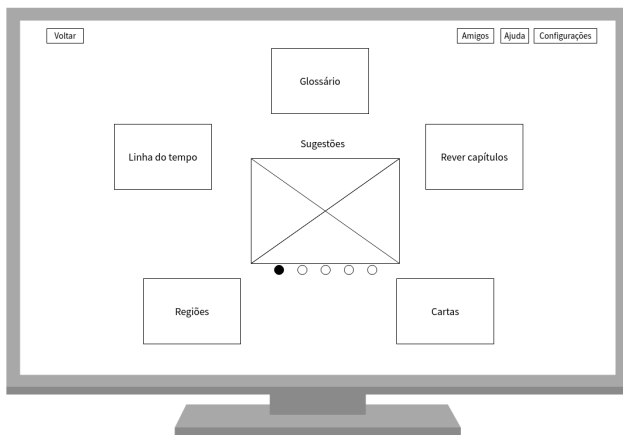 Voltar
Amigos
Ajuda
Configurações
Glossário
Linha do tempo
Sugestões
Rever capítulos
Regiões
Cartas